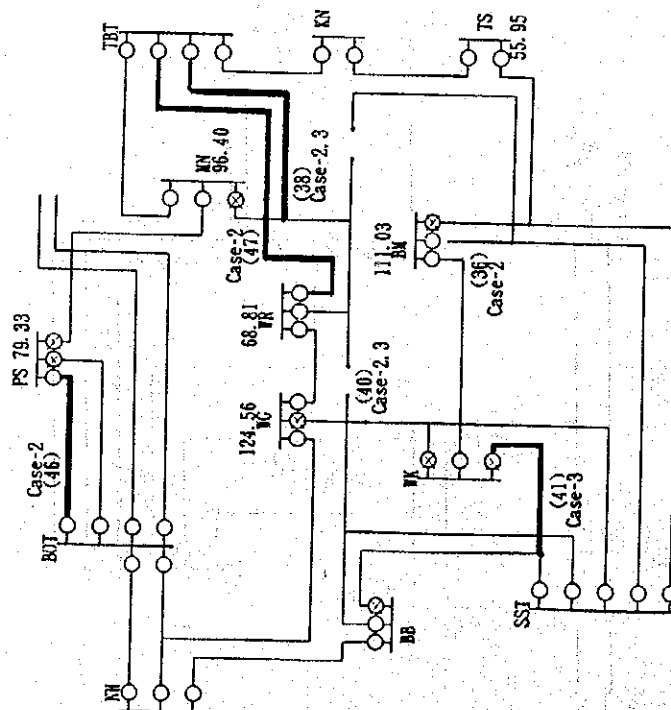 TBT
KN
TS
55.95
MN
96.40
(38)
Case-2.3
Case-2
(47)
111.03
BM
(36)
Case-2
PS 79.33
68.81
WR
124.56
WG
(40)
Case-2.3
Case-2
(46)
BOT
WK
(41)
Case-3
SST
BB
KW